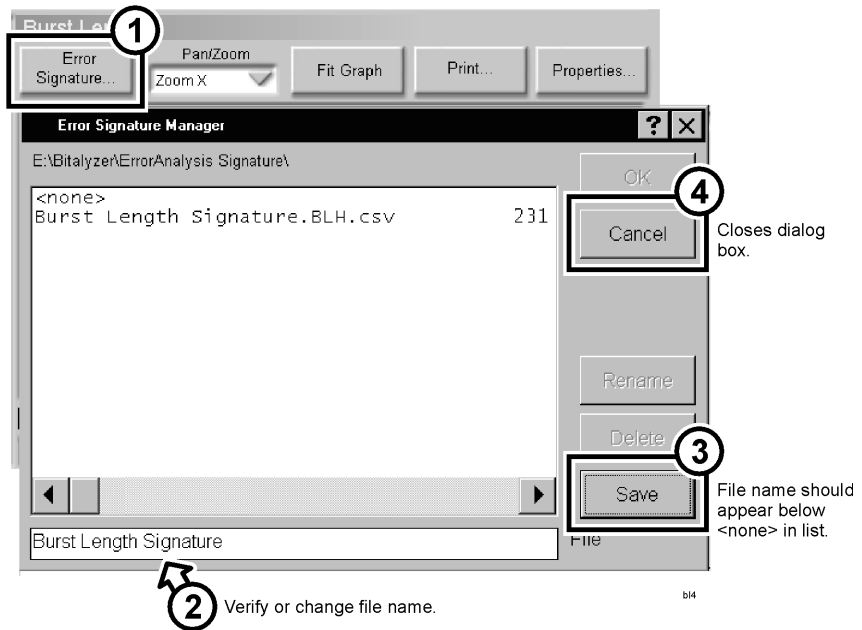 Burst Le
1
Error
Signature...
Pan/Zoom
Zoom X
Fit Graph
Print...
Properties...
Error Signature Manager
? X
E:\Bitalyzer\ErrorAnalysis Signature\
OK
<none>
Burst Length Signature.BLH.csv 231
4
Cancel
Closes dialog
box.
Rename
Delete
3
Save
File name should
appear below
<none> in list.
Burst Length Signature
File
2
Verify or change file name.
bl4